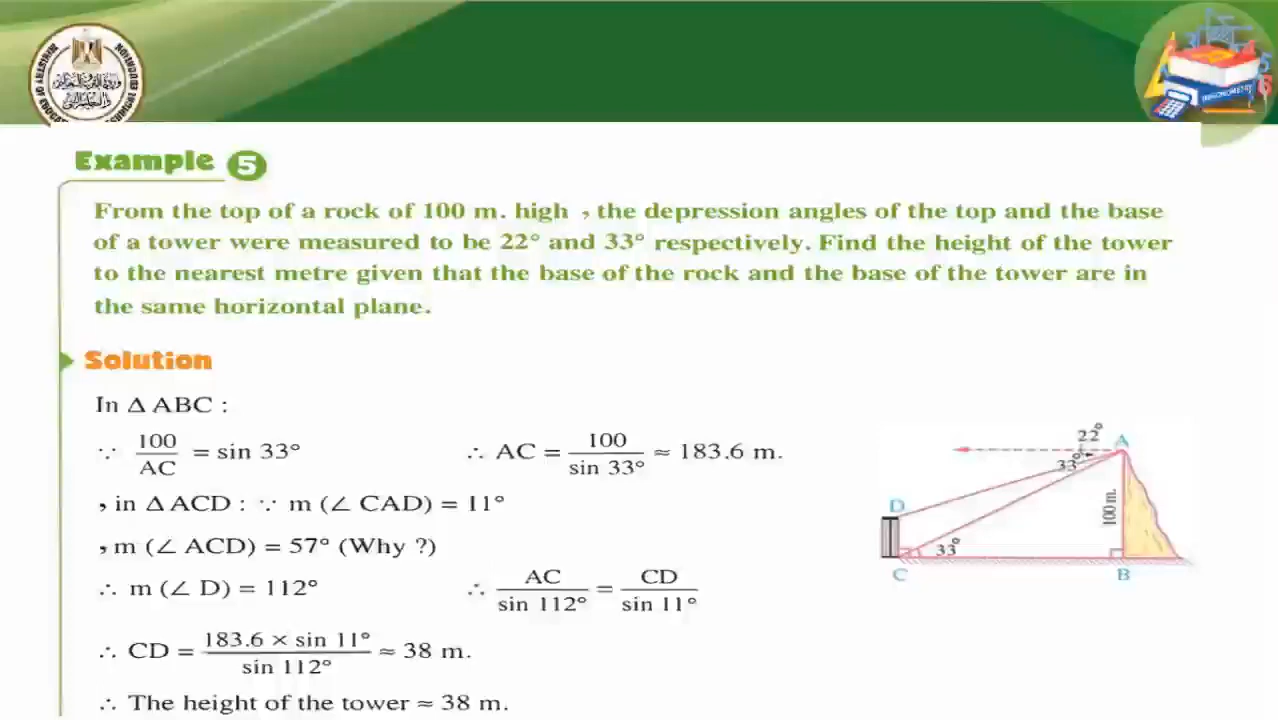 Example 5
From the top of a rock of 100 m. high , the depression angles of the top and the base
of a tower were measured to be 22° and 33° respectively. Find the height of the tower
to the nearest metre given that the base of the rock and the base of the tower are in
the same horizontal plane.
Solution
In Δ ABC :
∵ 100/AC = sin 33° ∴ AC = 100/sin 33° ≈ 183.6 m.
, in Δ ACD : ∵ m (∠ CAD) = 11°
, m (∠ ACD) = 57° (Why ?)
∴ m (∠ D) = 112° ∴ AC/sin 112° = CD/sin 11°
∴ CD = 183.6 × sin 11°/sin 112° ≈ 38 m.
∴ The height of the tower ≈ 38 m.
22°
A
33°
D
100 m.
33°
C
B
TRIGONOMETRY